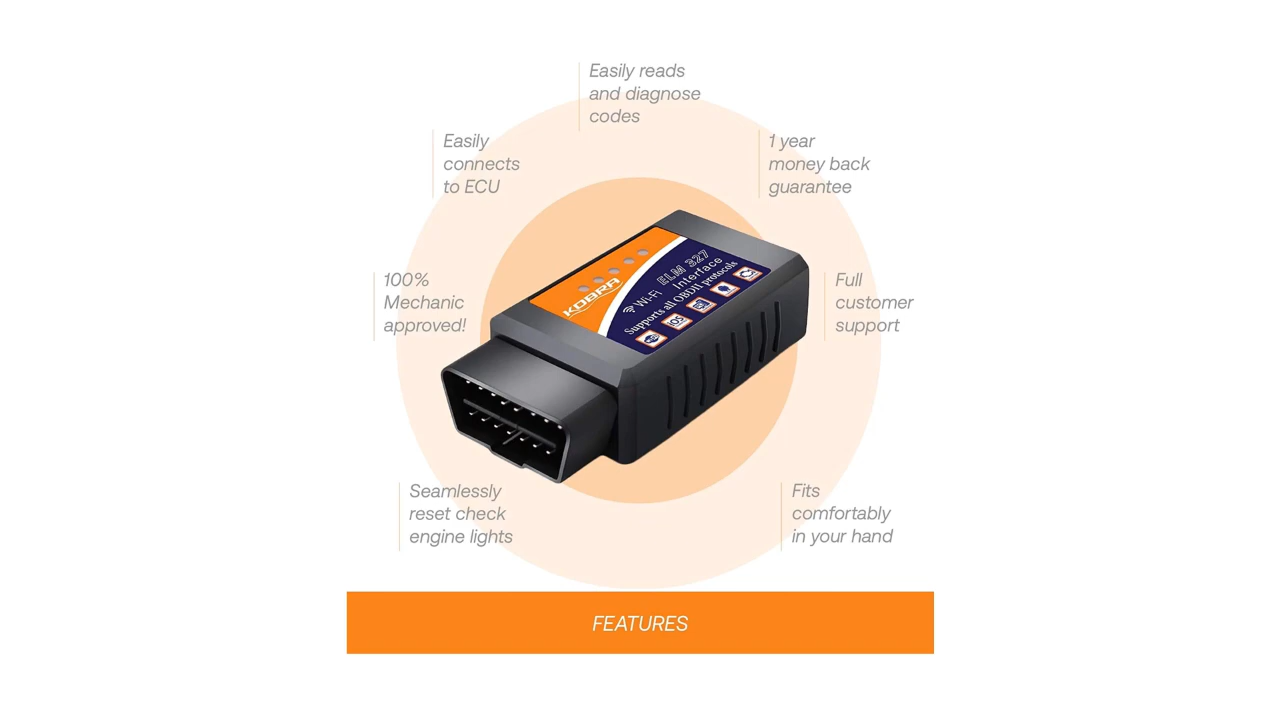 Easily reads
and diagnose
codes
Easily
connects
to ECU
1 year
money back
guarantee
100%
Mechanic
approved!
Full
customer
support
KOBRA
ELM 327
Interface
Wi-Fi
Supports all OBDII protocols
iOS
Seamlessly
reset check
engine lights
Fits
comfortably
in your hand
FEATURES